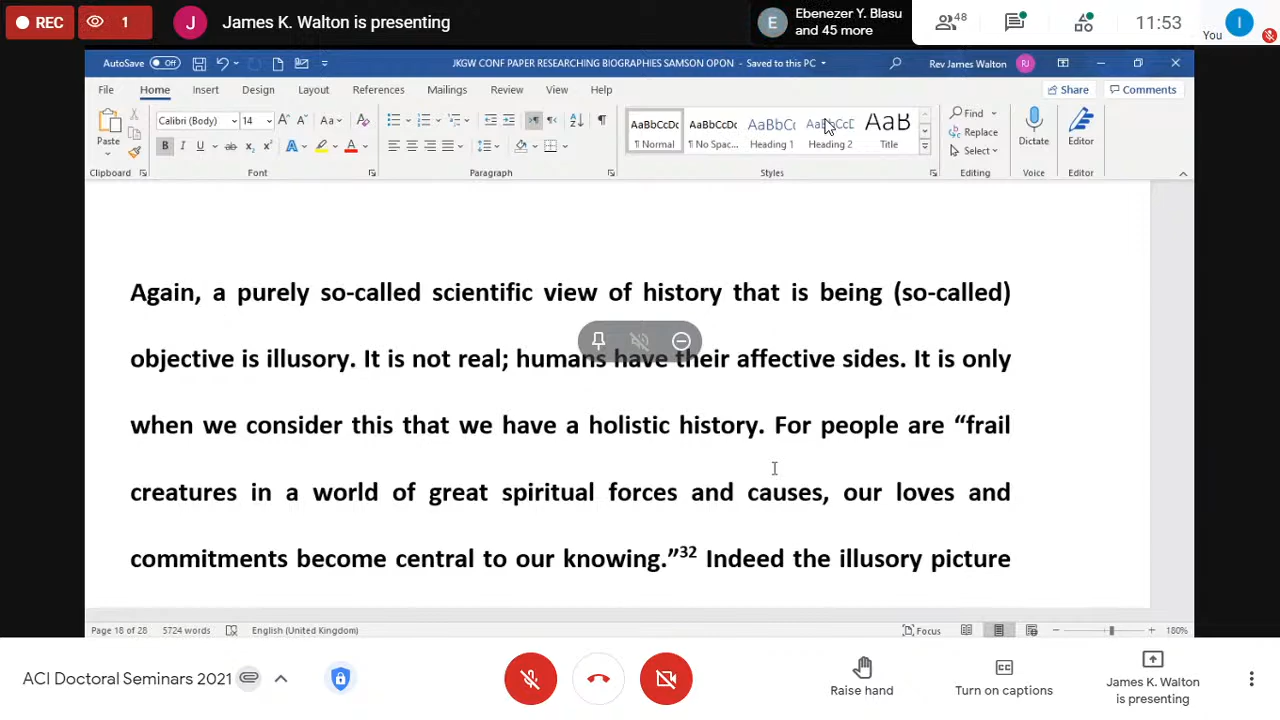 REC
1
J
James K. Walton is presenting
E
Ebenezer Y. Blasu
and 45 more
48
11:53
You
I
AutoSave
Off
JKGW CONF PAPER RESEARCHING BIOGRAPHIES SAMSON OPON - Saved to this PC
Rev James Walton
RJ
File Home Insert Design Layout References Mailings Review View Help
Share
Comments
Paste
Calibri (Body) 14 A A Aa A
B I U ab x₂ x² A A
AaBbCcDc AaBbCcDc AaBbCc AaBbCcD AaB
¶ Normal ¶ No Spac... Heading 1 Heading 2 Title
Find
Replace
Select
Dictate
Editor
Clipboard Font Paragraph Styles Editing Voice Editor
Again, a purely so-called scientific view of history that is being (so-called)
objective is illusory. It is not real; humans have their affective sides. It is only
when we consider this that we have a holistic history. For people are “frail
creatures in a world of great spiritual forces and causes, our loves and
commitments become central to our knowing.”³² Indeed the illusory picture
Page 18 of 28 5724 words English (United Kingdom)
Focus
180%
ACI Doctoral Seminars 2021
Raise hand
CC
Turn on captions
James K. Walton
is presenting